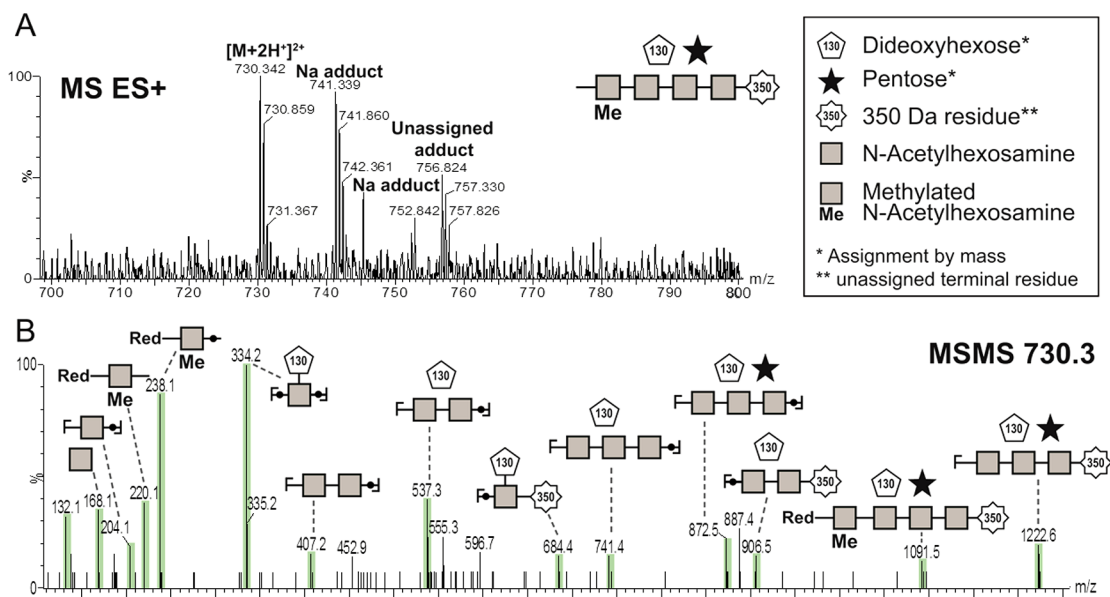 A
MS ES+
[M+2H⁺]²⁺
730.342
Na adduct
741.339
730.859
741.860
Unassigned
adduct
756.824
742.361
Na adduct
757.330
731.367
752.842
757.826
100
%
0
700 710 720 730 740 750 760 770 780 790 800 m/z
130
350
Me
130 Dideoxyhexose*
Pentose*
350 350 Da residue**
N-Acetylhexosamine
Me Methylated
N-Acetylhexosamine
* Assignment by mass
** unassigned terminal residue
B
MSMS 730.3
100
%
0
Red
Me
Red
Me
132.1
168.1
204.1
220.1
238.1
334.2
335.2
130
407.2
452.9
130
537.3
555.3
596.7
130
350
684.4
130
741.4
130
872.5
887.4
130
350
906.5
130
Red
350
Me
1091.5
130
350
1222.6
m/z